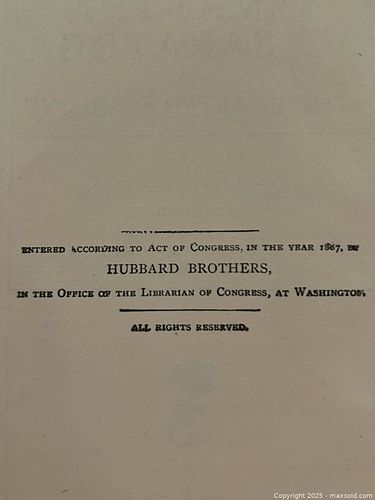 ENTERED ACCORDING TO ACT OF CONGRESS, IN THE YEAR 1887, BY
HUBBARD BROTHERS,
IN THE OFFICE OF THE LIBRARIAN OF CONGRESS, AT WASHINGTON.
ALL RIGHTS RESERVED.
Copyright 2025 - maxsold.com